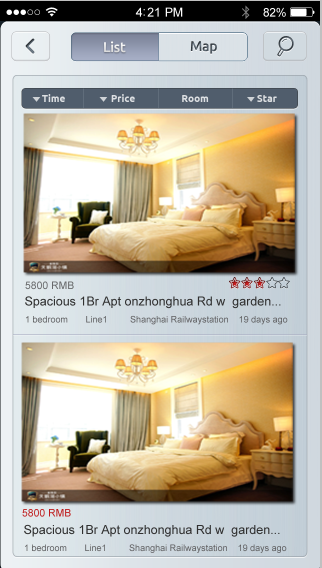 4:21 PM 82%
List Map
Time Price Room Star
5800 RMB
Spacious 1Br Apt onzhonghua Rd w garden...
1 bedroom Line1 Shanghai Railwaystation 19 days ago
5800 RMB
Spacious 1Br Apt onzhonghua Rd w garden...
1 bedroom Line1 Shanghai Railwaystation 19 days ago